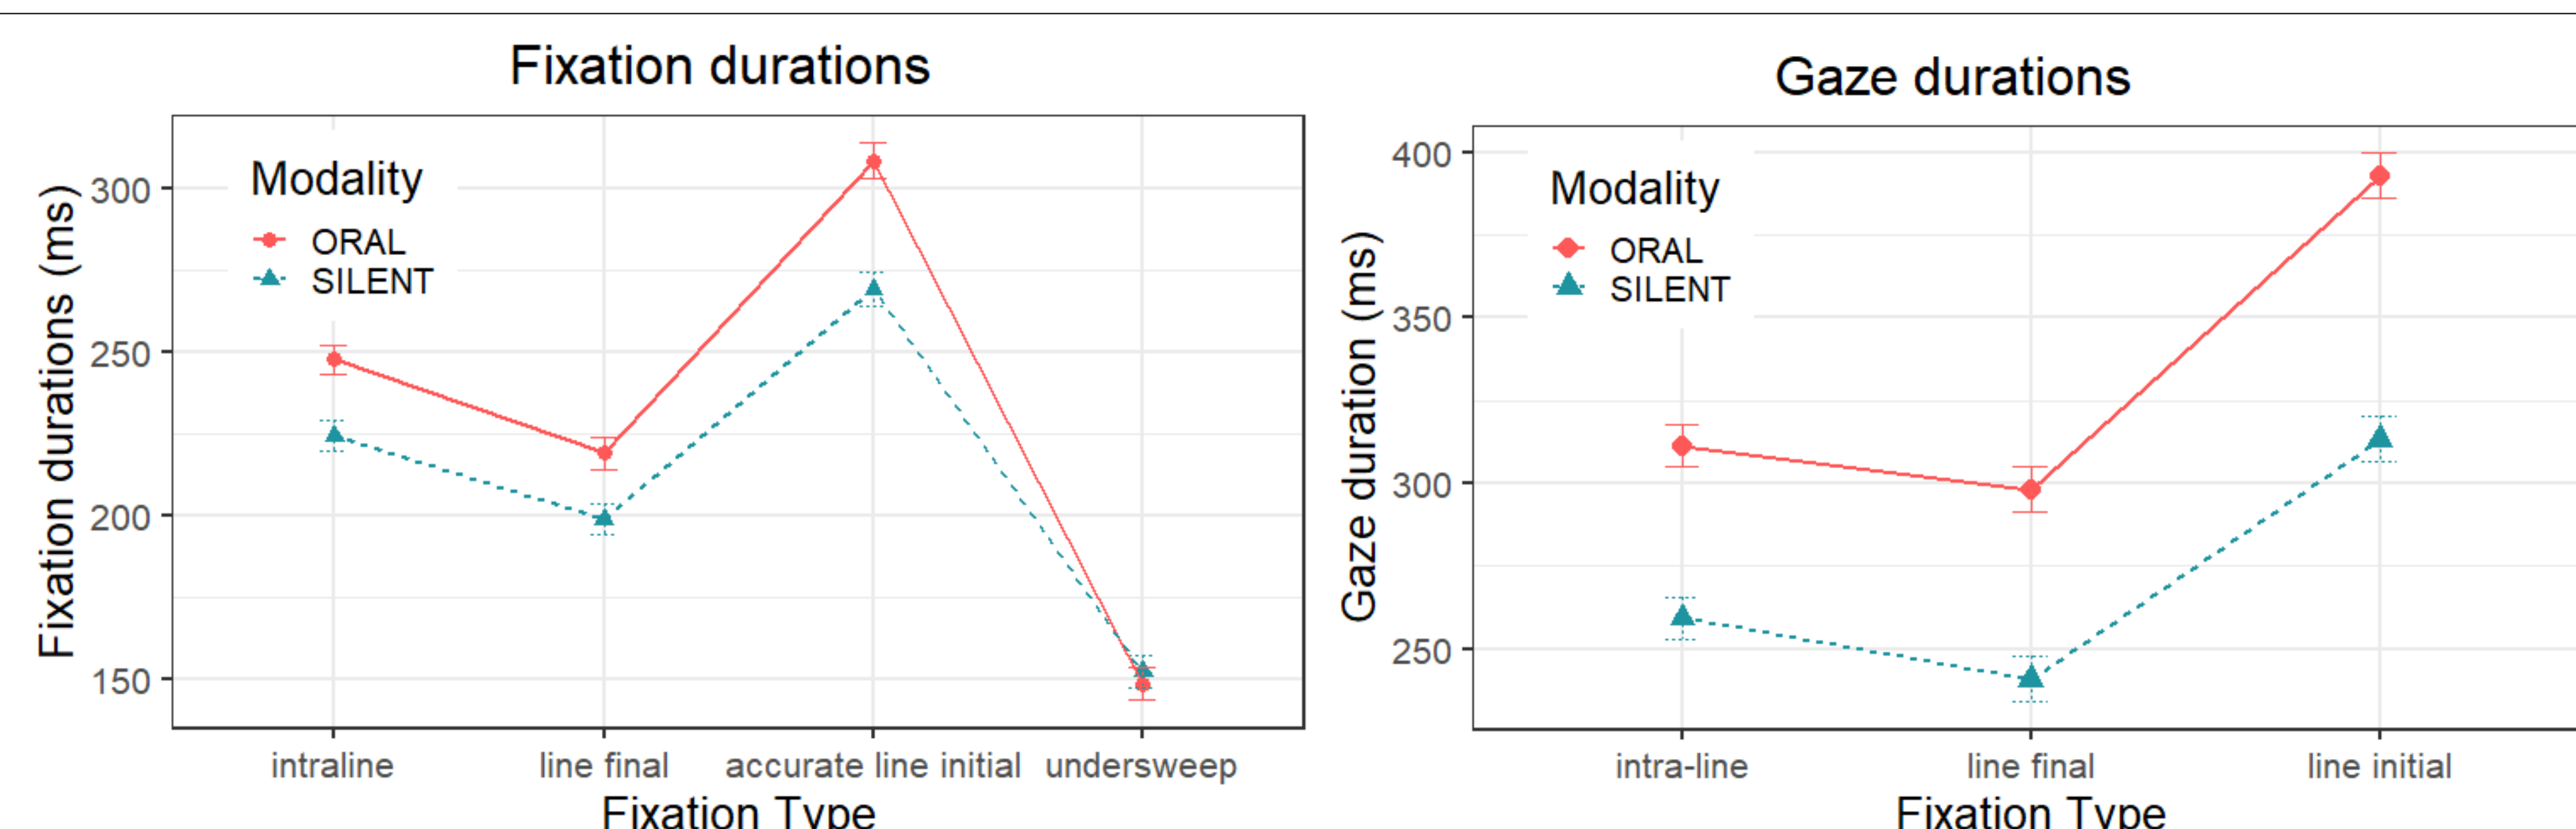 Fixation durations
Fixation durations (ms)
300
250
200
150
Modality
ORAL
SILENT
intraline
line final
accurate line initial
undersweep
Fixation Type
Gaze durations
Gaze duration (ms)
400
350
300
250
Modality
ORAL
SILENT
intra-line
line final
line initial
Fixation Type